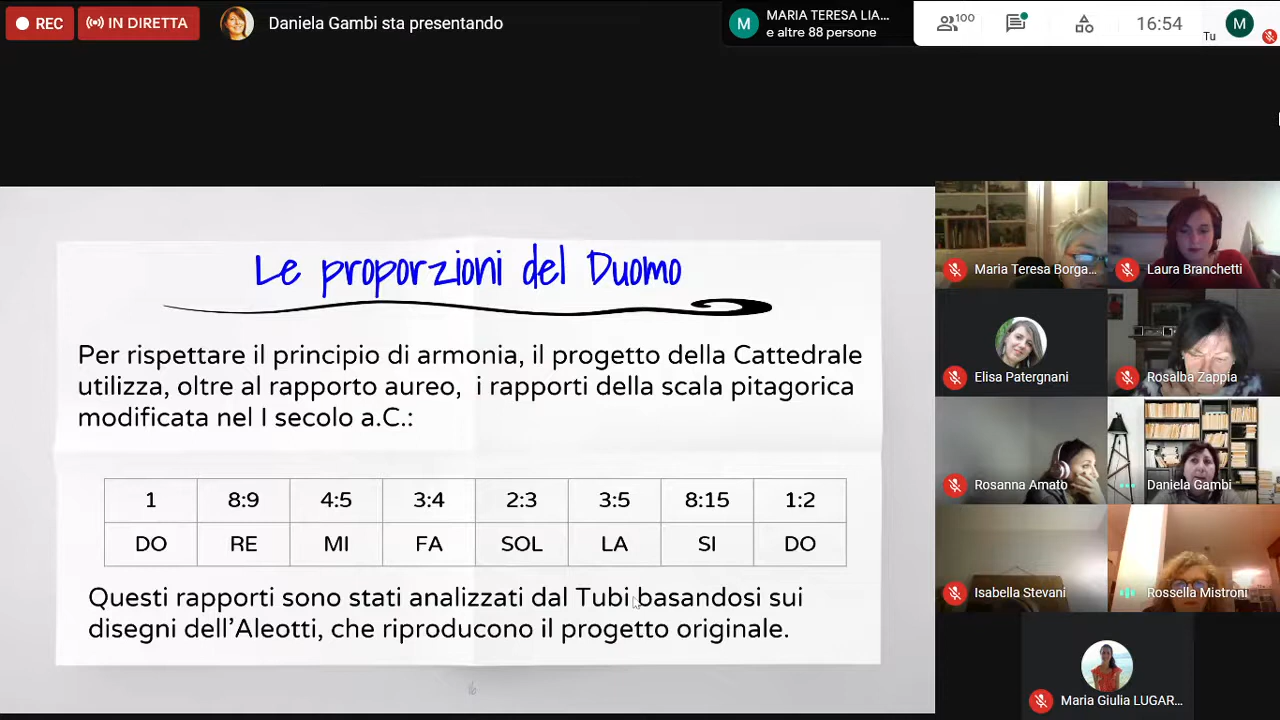 REC
IN DIRETTA
Daniela Gambi sta presentando
M
MARIA TERESA LIA...
e altre 88 persone
100
16:54
Tu
M
Le proporzioni del Duomo
Per rispettare il principio di armonia, il progetto della Cattedrale
utilizza, oltre al rapporto aureo, i rapporti della scala pitagorica
modificata nel I secolo a.C.:
1 8:9 4:5 3:4 2:3 3:5 8:15 1:2
DO RE MI FA SOL LA SI DO
Questi rapporti sono stati analizzati dal Tubi basandosi sui
disegni dell'Aleotti, che riproducono il progetto originale.
16
Maria Teresa Borga...
Laura Branchetti
Elisa Patergnani
Rosalba Zappia
Rosanna Amato
Daniela Gambi
Isabella Stevani
Rossella Mistroni
Maria Giulia LUGAR...